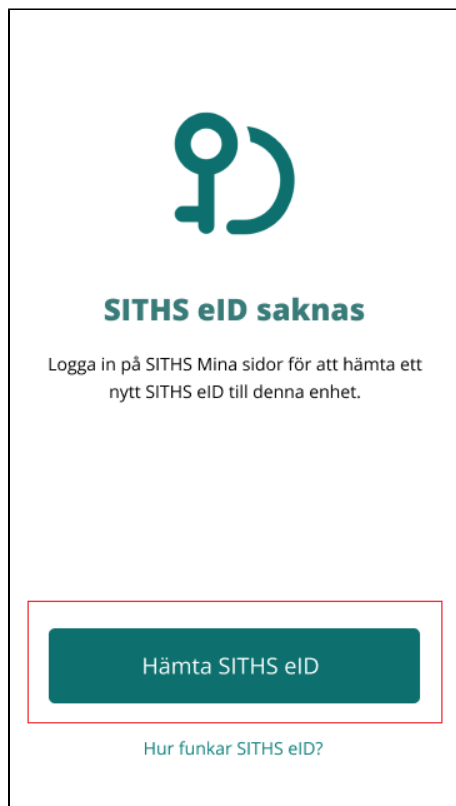 SITHS eID saknas
Logga in på SITHS Mina sidor för att hämta ett
nytt SITHS eID till denna enhet.
Hämta SITHS eID
Hur funkar SITHS eID?